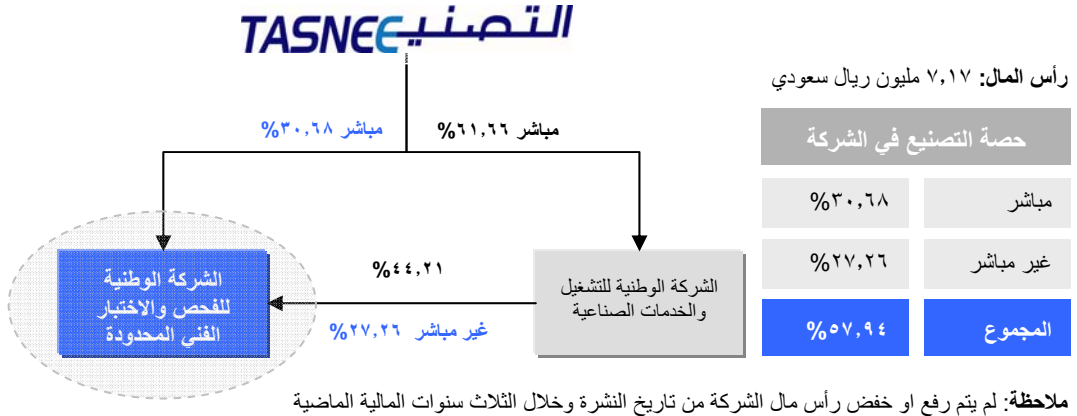 TASNEE التصنيع
رأس المال: ٧,١٧ مليون ريال سعودي
مباشر ٣٠,٦٨%
مباشر ٦١,٦٦%
حصة التصنيع في الشركة
مباشر ٣٠,٦٨%
غير مباشر ٢٧,٢٦%
المجموع ٥٧,٩٤%
الشركة الوطنية للتشغيل
والخدمات الصناعية
٤٤,٢١%
غير مباشر ٢٧,٢٦%
الشركة الوطنية
للفحص والاختبار
الفني المحدودة
ملاحظة: لم يتم رفع او خفض رأس مال الشركة من تاريخ النشرة وخلال الثلاث سنوات المالية الماضية